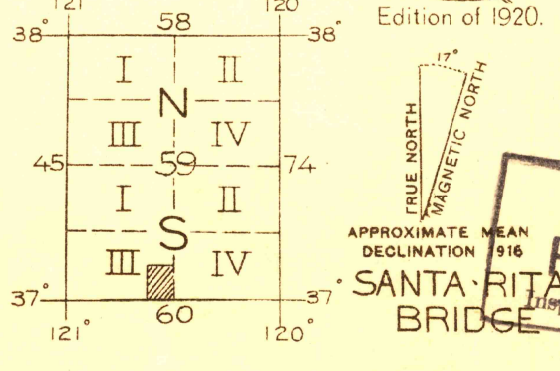 121 120
58
38° 38°
I II
N
III IV
45 59 74
I II
S
III IV
37° 37°
60
121° 120°
Edition of 1920.
17°
TRUE NORTH
MAGNETIC NORTH
APPROXIMATE MEAN
DECLINATION 1916
SANTA RITA
BRIDGE